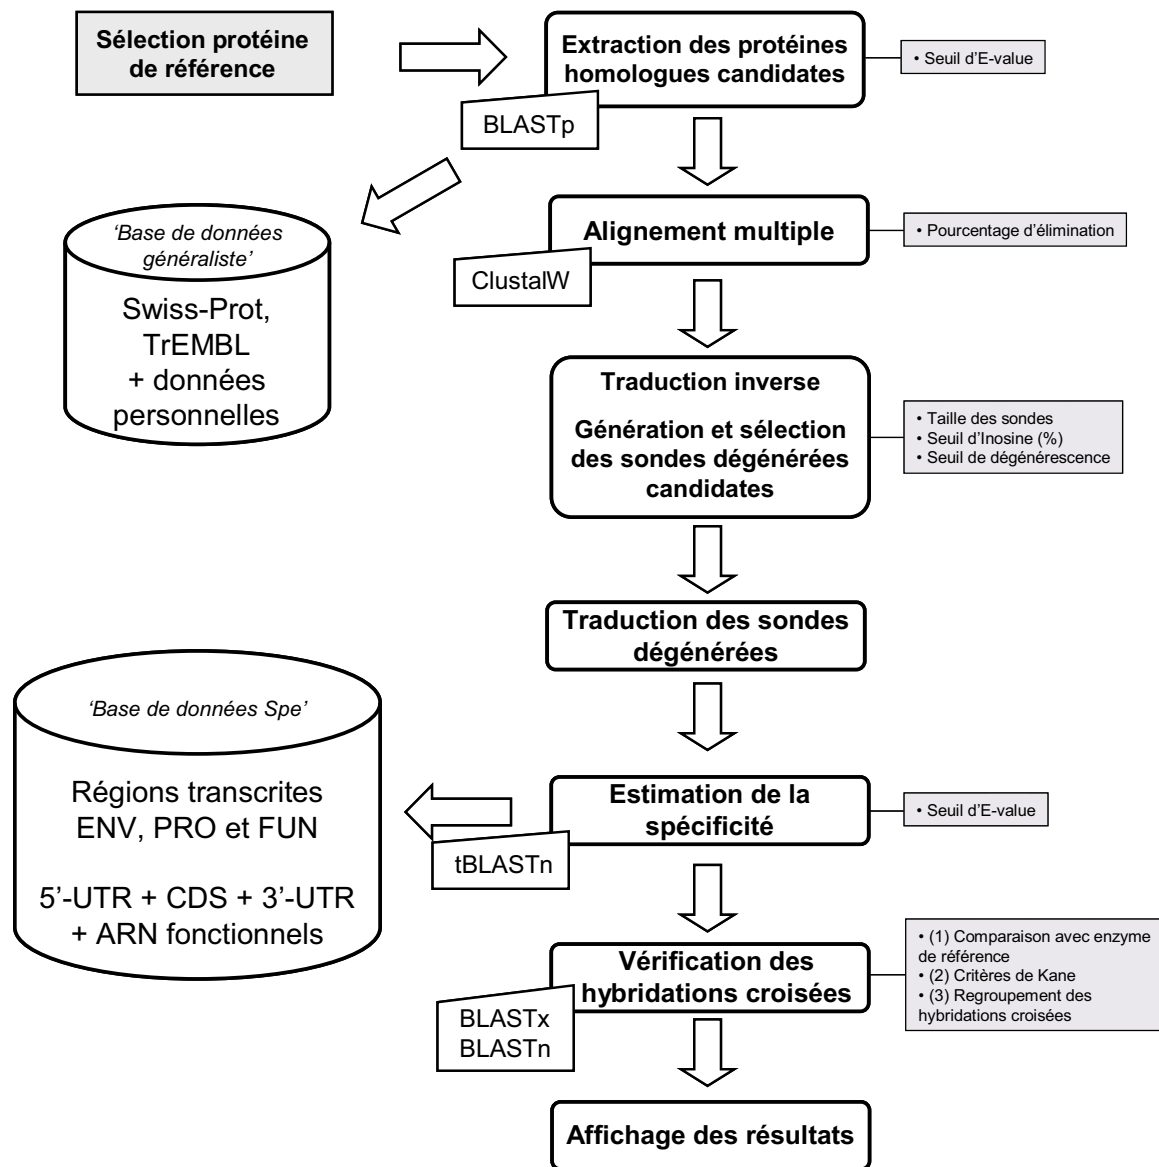 Sélection protéine
de référence
Extraction des protéines
homologues candidates
• Seuil d'E-value
BLASTp
'Base de données
généraliste'
Swiss-Prot,
TrEMBL
+ données
personnelles
Alignement multiple
• Pourcentage d'élimination
ClustalW
Traduction inverse
Génération et sélection
des sondes dégénérées
candidates
• Taille des sondes
• Seuil d'Inosine (%)
• Seuil de dégénérescence
Traduction des sondes
dégénérées
'Base de données Spe'
Régions transcrites
ENV, PRO et FUN
5'-UTR + CDS + 3'-UTR
+ ARN fonctionnels
Estimation de la
spécificité
• Seuil d'E-value
tBLASTn
Vérification des
hybridations croisées
• (1) Comparaison avec enzyme
de référence
• (2) Critères de Kane
• (3) Regroupement des
hybridations croisées
BLASTx
BLASTn
Affichage des résultats